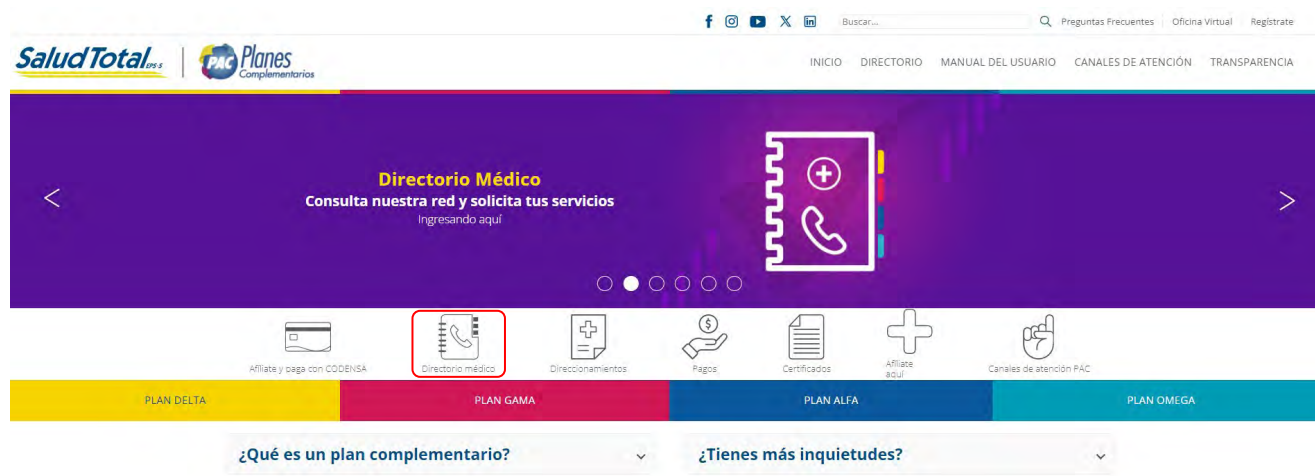 Buscar...
Preguntas Frecuentes
Oficina Virtual
Regístrate
SaludTotal EPS-S
PAC Planes Complementarios
INICIO
DIRECTORIO
MANUAL DEL USUARIO
CANALES DE ATENCIÓN
TRANSPARENCIA
Directorio Médico
Consulta nuestra red y solicita tus servicios
Ingresando aquí
Afíliate y paga con CODENSA
Directorio médico
Direccionamientos
Pagos
Certificados
Afíliate
aquí
Canales de atención PAC
PLAN DELTA
PLAN GAMA
PLAN ALFA
PLAN OMEGA
¿Qué es un plan complementario?
¿Tienes más inquietudes?